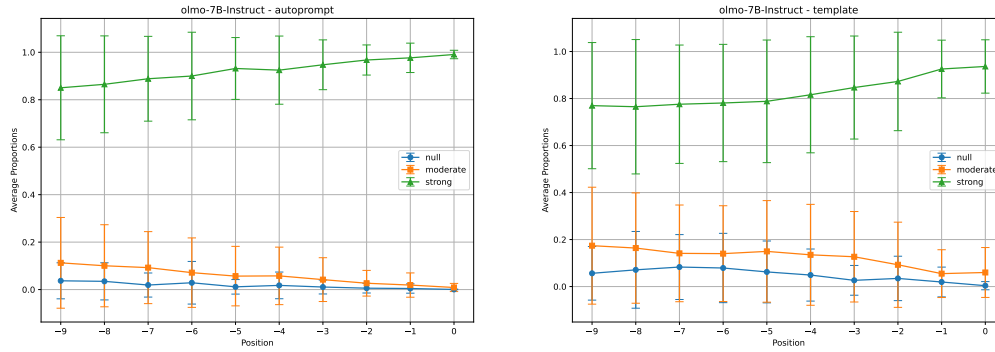 olmo-7B-Instruct - autoprompt
Average Proportions
1.0
0.8
0.6
0.4
0.2
0.0
null
moderate
strong
−9 −8 −7 −6 −5 −4 −3 −2 −1 0
Position
olmo-7B-Instruct - template
Average Proportions
1.0
0.8
0.6
0.4
0.2
0.0
null
moderate
strong
−9 −8 −7 −6 −5 −4 −3 −2 −1 0
Position